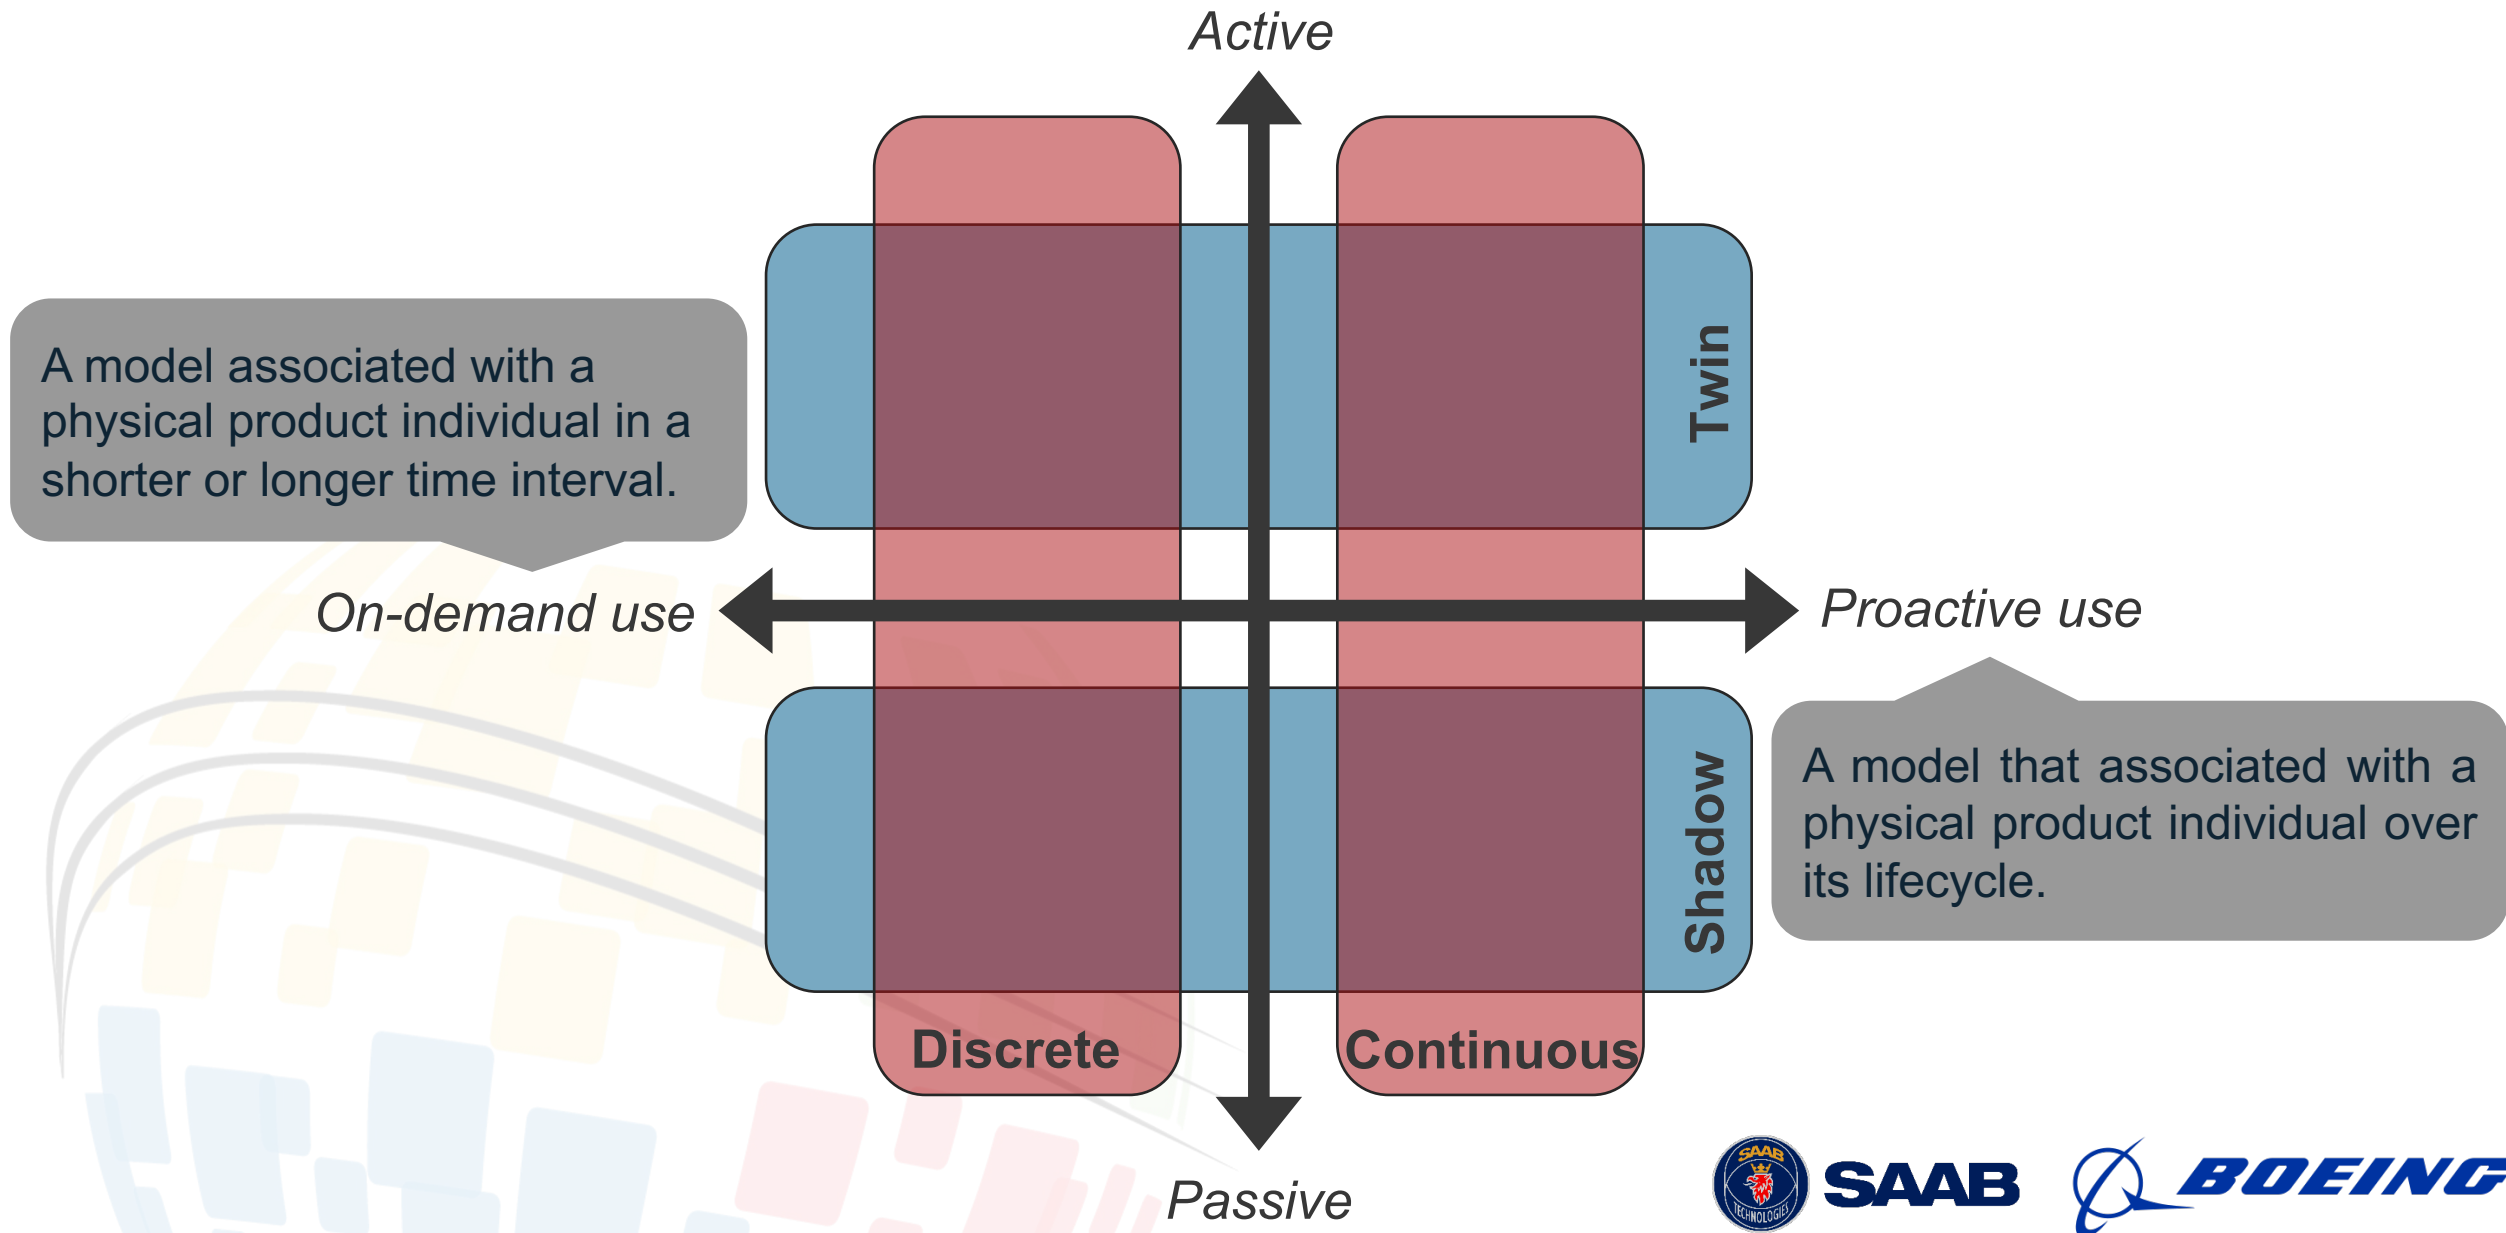 Active
Twin
A model associated with a
physical product individual in a
shorter or longer time interval.
On-demand use
Proactive use
Shadow
A model that associated with a
physical product individual over
its lifecycle.
Discrete
Continuous
Passive
SAAB
TECHNOLOGIES
SAAB
BOEING